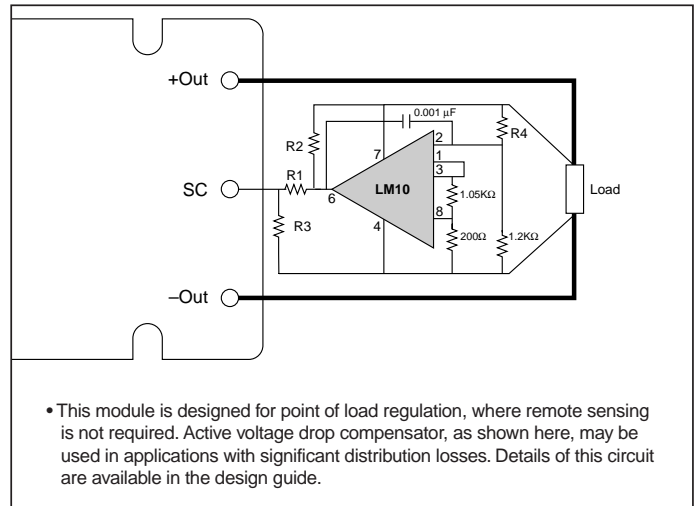 +Out
0.001 µF
R2
R4
7
2
1
3
R1
SC
LM10
6
1.05KΩ
Load
8
4
R3
200Ω
1.2KΩ
–Out
• This module is designed for point of load regulation, where remote sensing
is not required. Active voltage drop compensator, as shown here, may be
used in applications with significant distribution losses. Details of this circuit
are available in the design guide.